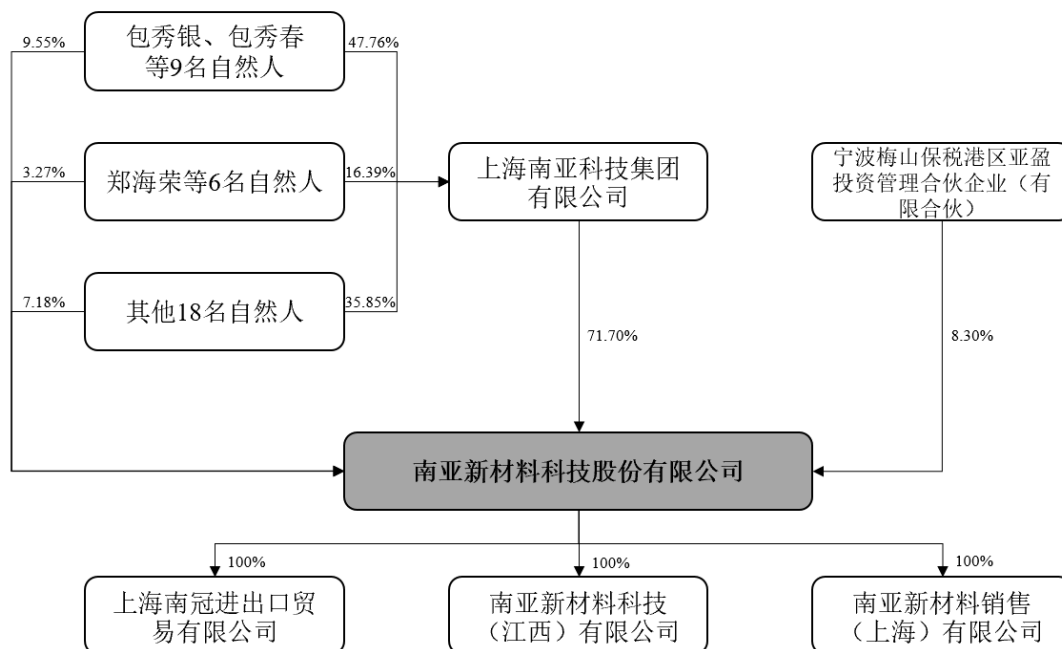 9.55%
包秀银、包秀春
等9名自然人
47.76%
3.27%
郑海荣等6名自然人
16.39%
上海南亚科技集团
有限公司
宁波梅山保税港区亚盈
投资管理合伙企业（有
限合伙）
7.18%
其他18名自然人
35.85%
71.70%
8.30%
南亚新材料科技股份有限公司
100%
100%
100%
上海南冠进出口贸
易有限公司
南亚新材料科技
（江西）有限公司
南亚新材料销售
（上海）有限公司